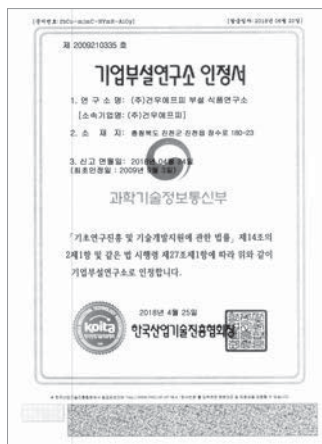 제 2009210335 호
기업부설연구소 인정서
1. 연 구 소 명: (주)건우에프피 부설 식품연구소
[소속기업명: (주)건우에프피]
2. 소 재 지: 충청북도 진천군 진천읍 정수로 160-23
3. 신고 연월일: 2018년 04월 24일
(최초인정일 : 2009년 9월 3일)
과학기술정보통신부
「기초연구진흥 및 기술개발지원에 관한 법률」제14조의
2제1항 및 같은 법 시행령 제27조제1항에 따라 위와 같이
기업부설연구소로 인정합니다.
2018년 4월 25일
koita
한국산업기술진흥협회장